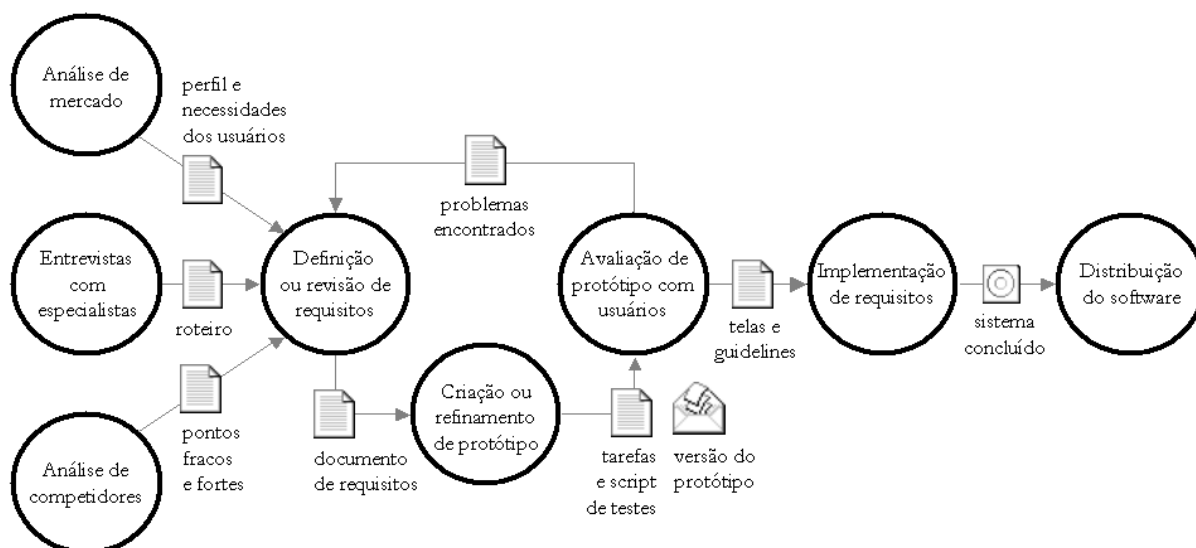 Análise de
mercado
perfil e
necessidades
dos usuários
problemas
encontrados
Entrevistas
com
especialistas
roteiro
Definição
ou revisão de
requisitos
Avaliação de
protótipo com
usuários
telas e
guidelines
Implementação
de requisitos
sistema
concluído
Distribuição
do software
Análise de
competidores
pontos
fracos
e fortes
documento
de requisitos
Criação ou
refinamento
de protótipo
tarefas
e script
de testes
versão do
protótipo